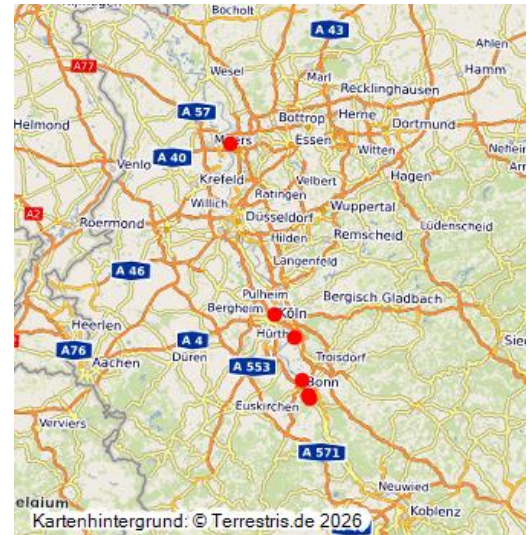 Bocholt
A 43
Ahlen
A77
Wesel
Marl
Hamm
Recklinghausen
A 57
Bottrop
Herne
Dortmund
Helmond
Essen
Venlo
A 40
Witten
Krefeld
Velbert
Hagen
Ratingen
Willich
Wuppertal
A2
Düsseldorf
Roermond
Lüdenscheid
Hilden
Remscheid
Langenfeld
A 46
Pulheim
Bergheim
Bergisch Gladbach
Köln
Heerlen
Hürth
A 4
A76
Düren
Troisdorf
Aachen
A 553
Bonn
Euskirchen
Verviers
A 571
Neuwied
Koblenz
Kartenhintergrund: © Terrestris.de 2026